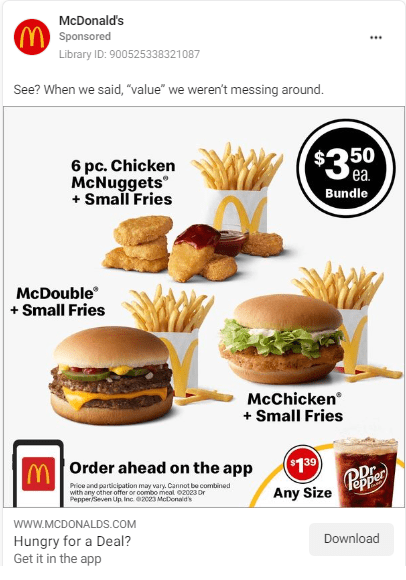 McDonald's
Sponsored
Library ID: 900525338321087
See? When we said, "value" we weren't messing around.
$3.50
ea.
Bundle
6 pc. Chicken
McNuggets®
+ Small Fries
McDouble®
+ Small Fries
McChicken®
+ Small Fries
Order ahead on the app
Price and participation may vary. Cannot be combined
with any other offer or combo meal. ©2023 Dr
Pepper/Seven Up, Inc. ©2023 McDonald's
$1.39
Any Size
Dr
Pepper
WWW.MCDONALDS.COM
Hungry for a Deal?
Get it in the app
Download